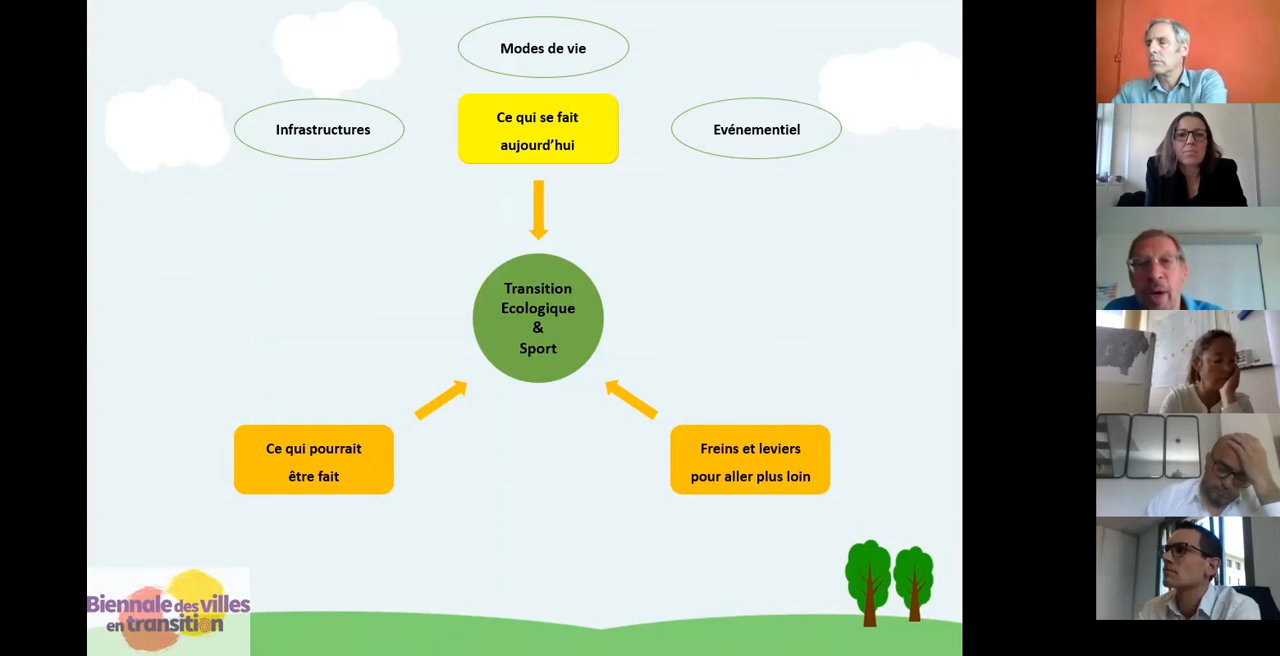 Modes de vie
Infrastructures
Ce qui se fait
aujourd’hui
Evénementiel
Transition
Ecologique
&
Sport
Ce qui pourrait
être fait
Freins et leviers
pour aller plus loin
Biennale des villes
en transition